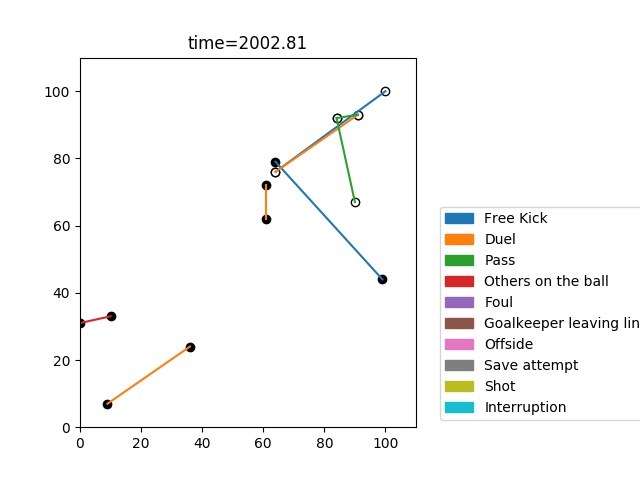 time=2002.81
100
80
60
40
20
0
0 20 40 60 80 100
Free Kick
Duel
Pass
Others on the ball
Foul
Goalkeeper leaving lin
Offside
Save attempt
Shot
Interruption